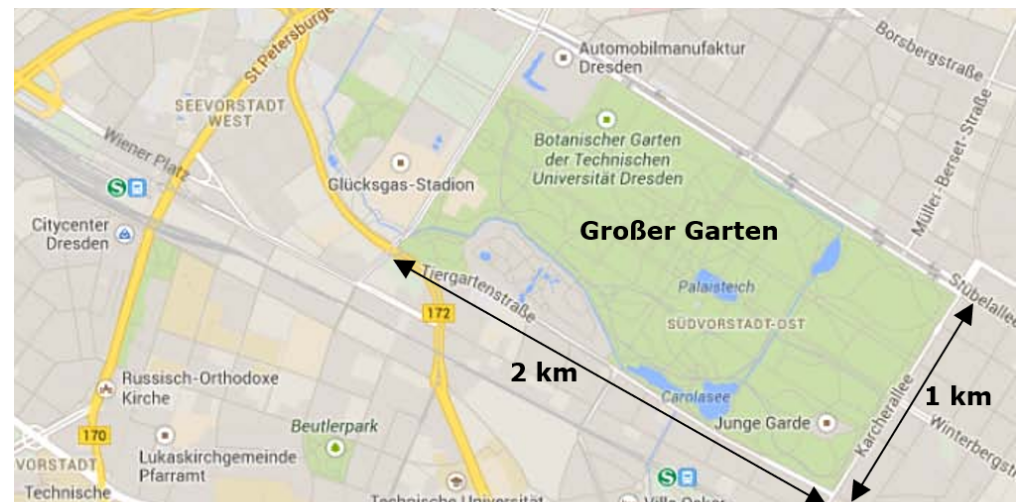 St.Petersburge
Automobilmanufaktur
Dresden
Borsbergstraße
SEEVORSTADT
WEST
Wiener Platz
S
Glücksgas-Stadion
Botanischer Garten
der Technischen
Universität Dresden
Müller-Berset-Straße
Citycenter
Dresden
Großer Garten
Tiergartenstraße
Palaisteich
Stübelallee
172
SÜDVORSTADT-OST
2 km
Russisch-Orthodoxe
Kirche
Carolasee
1 km
Beutlerpark
Junge Garde
Karcherallee
Winterbergst
170
Lukaskirchgemeinde
Pfarramt
VORSTADT
Technische
Technische Universität
S